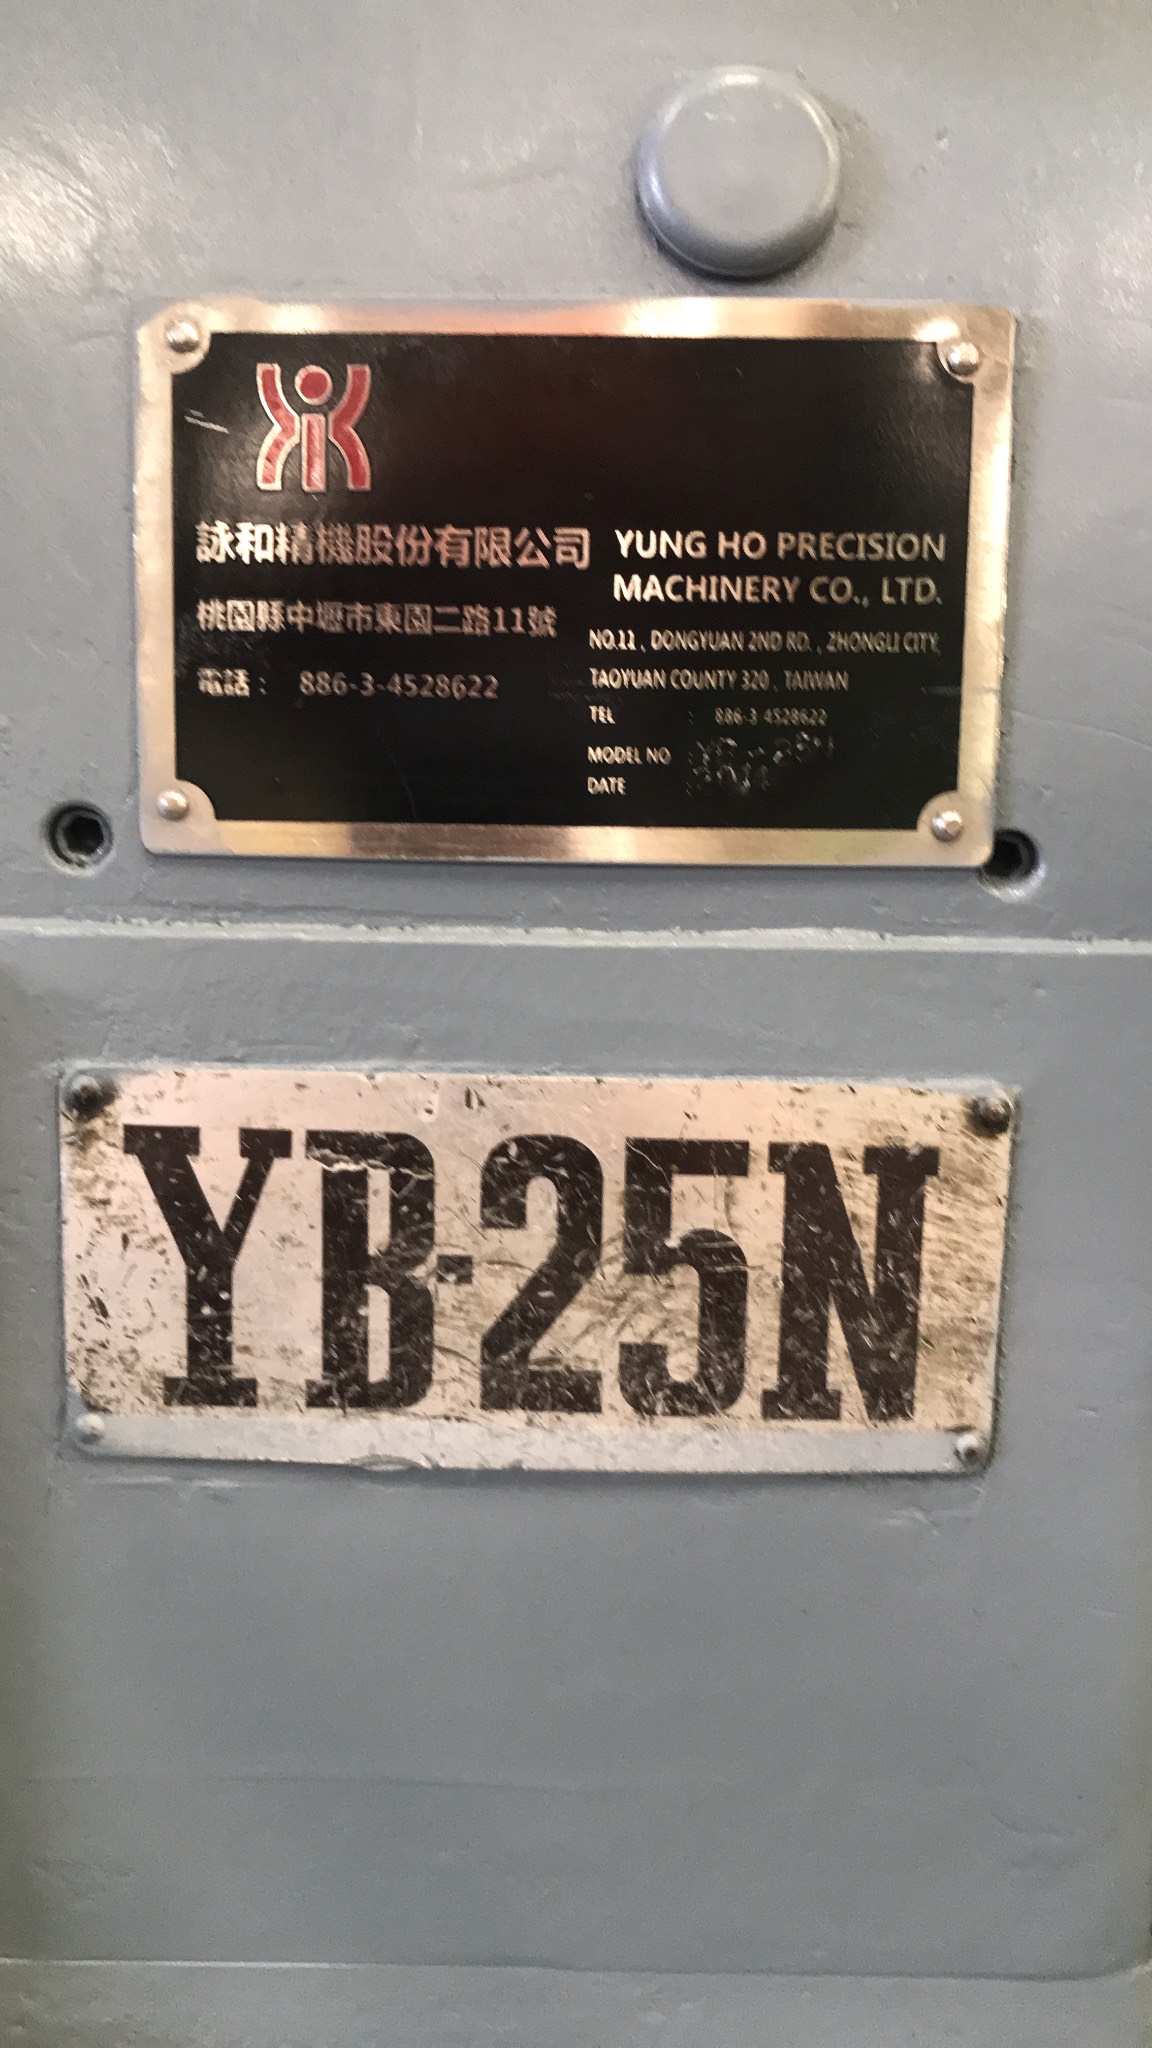 詠和精機股份有限公司
桃園縣中壢市東園二路11號
電話： 886-3-4528622
YUNG HO PRECISION
MACHINERY CO., LTD.
NO.11 , DONGYUAN 2ND RD. , ZHONGLI CITY,
TAOYUAN COUNTY 320 , TAIWAN
TEL : 886-3-4528622
MODEL NO :
DATE :
YB-25N